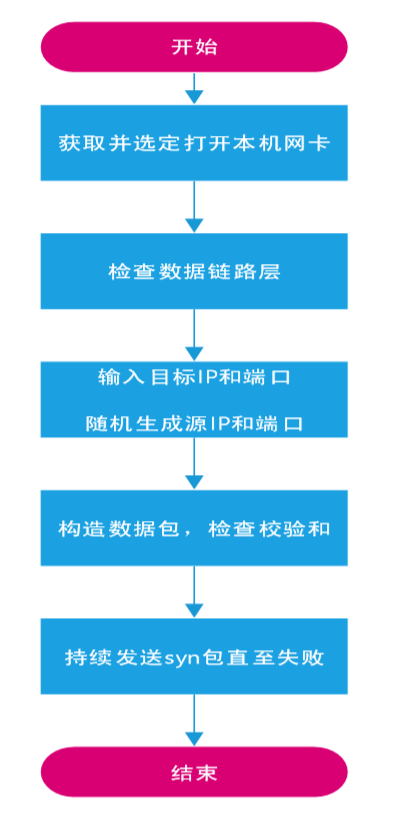 开始
获取并选定打开本机网卡
检查数据链路层
输入目标IP和端口
随机生成源IP和端口
构造数据包，检查校验和
持续发送syn包直至失败
结束